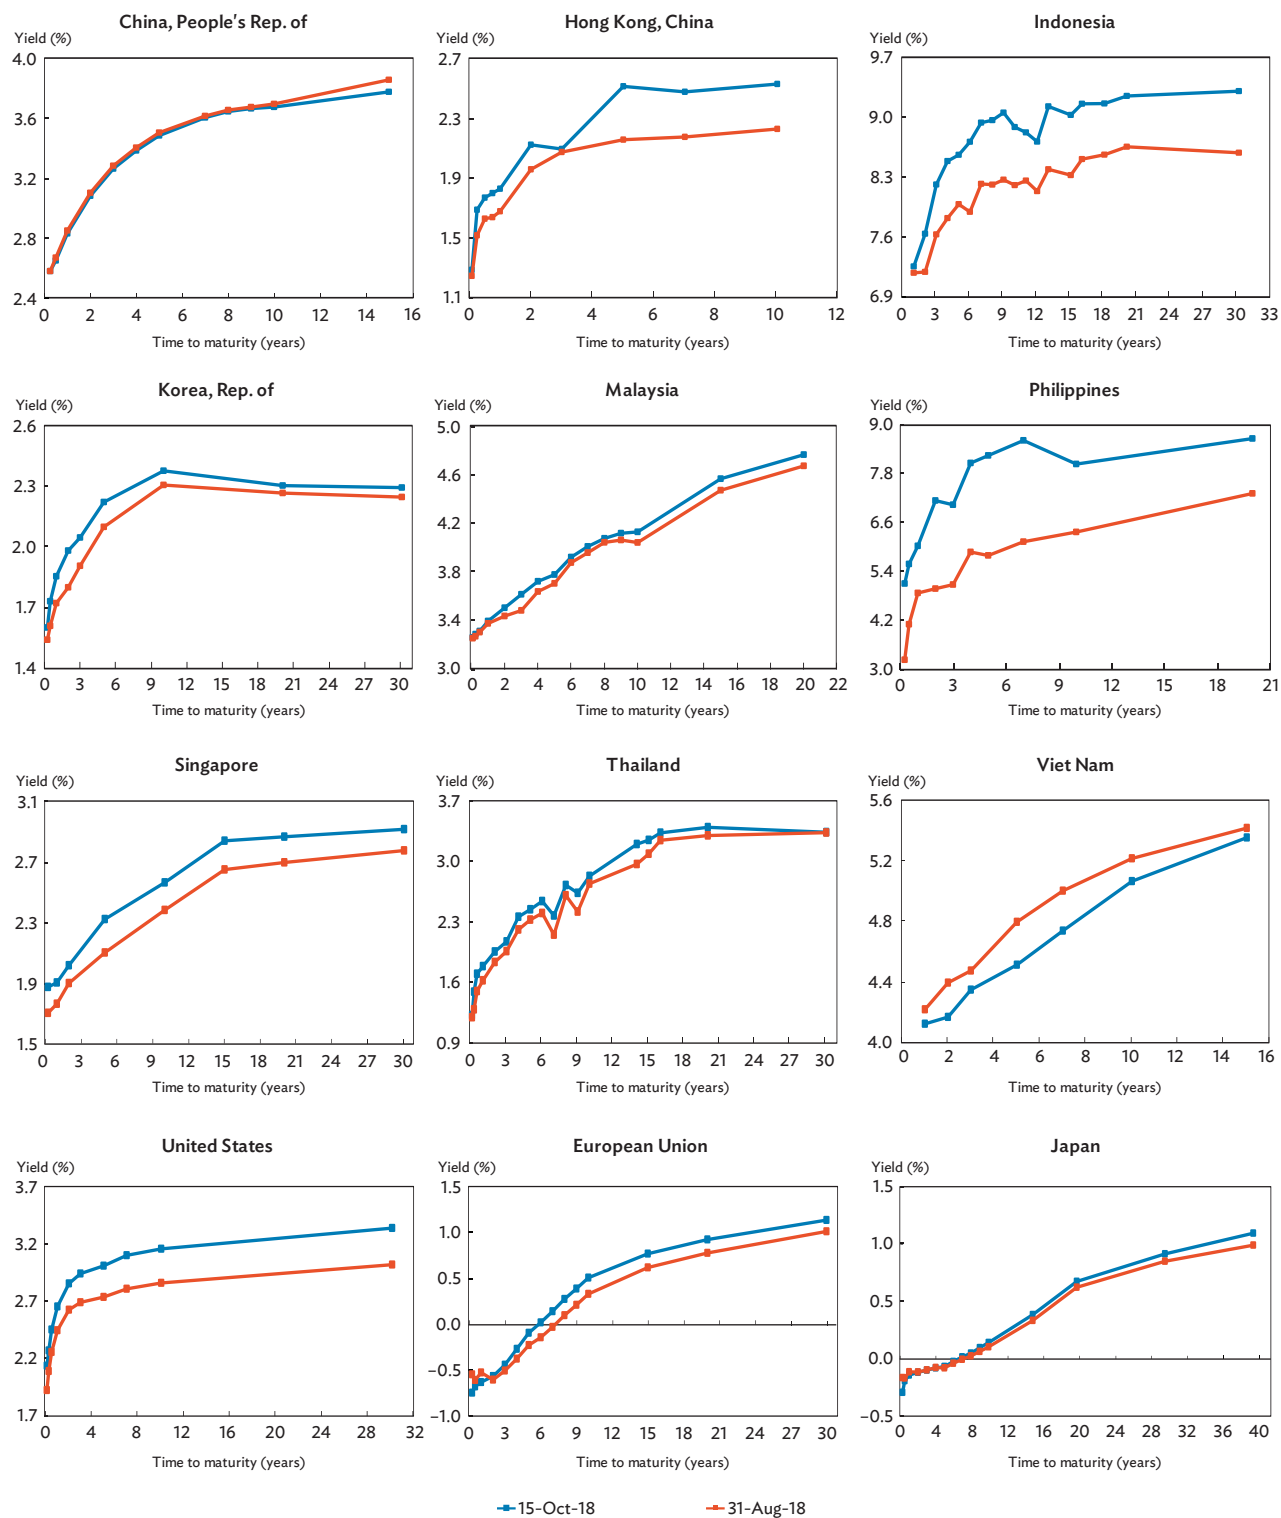 China, People's Rep. of
Yield (%)
4.0
3.6
3.2
2.8
2.4
0 2 4 6 8 10 12 14 16
Time to maturity (years)
Hong Kong, China
Yield (%)
2.7
2.3
1.9
1.5
1.1
0 2 4 6 8 10 12
Time to maturity (years)
Indonesia
Yield (%)
9.7
9.0
8.3
7.6
6.9
0 3 6 9 12 15 18 21 24 27 30 33
Time to maturity (years)
Korea, Rep. of
Yield (%)
2.6
2.3
2.0
1.7
1.4
0 3 6 9 12 15 18 21 24 27 30
Time to maturity (years)
Malaysia
Yield (%)
5.0
4.6
4.2
3.8
3.4
3.0
0 2 4 6 8 10 12 14 16 18 20 22
Time to maturity (years)
Philippines
Yield (%)
9.0
7.8
6.6
5.4
4.2
3.0
0 3 6 9 12 15 18 21
Time to maturity (years)
Singapore
Yield (%)
3.1
2.7
2.3
1.9
1.5
0 3 6 9 12 15 18 21 24 27 30
Time to maturity (years)
Thailand
Yield (%)
3.7
3.0
2.3
1.6
0.9
0 3 6 9 12 15 18 21 24 27 30
Time to maturity (years)
Viet Nam
Yield (%)
5.6
5.2
4.8
4.4
4.0
0 2 4 6 8 10 12 14 16
Time to maturity (years)
United States
Yield (%)
3.7
3.2
2.7
2.2
1.7
0 4 8 12 16 20 24 28 32
Time to maturity (years)
European Union
Yield (%)
1.5
1.0
0.5
0.0
–0.5
–1.0
0 3 6 9 12 15 18 21 24 27 30
Time to maturity (years)
Japan
Yield (%)
1.5
1.0
0.5
0.0
–0.5
0 4 8 12 16 20 24 28 32 36 40
Time to maturity (years)
15-Oct-18 31-Aug-18